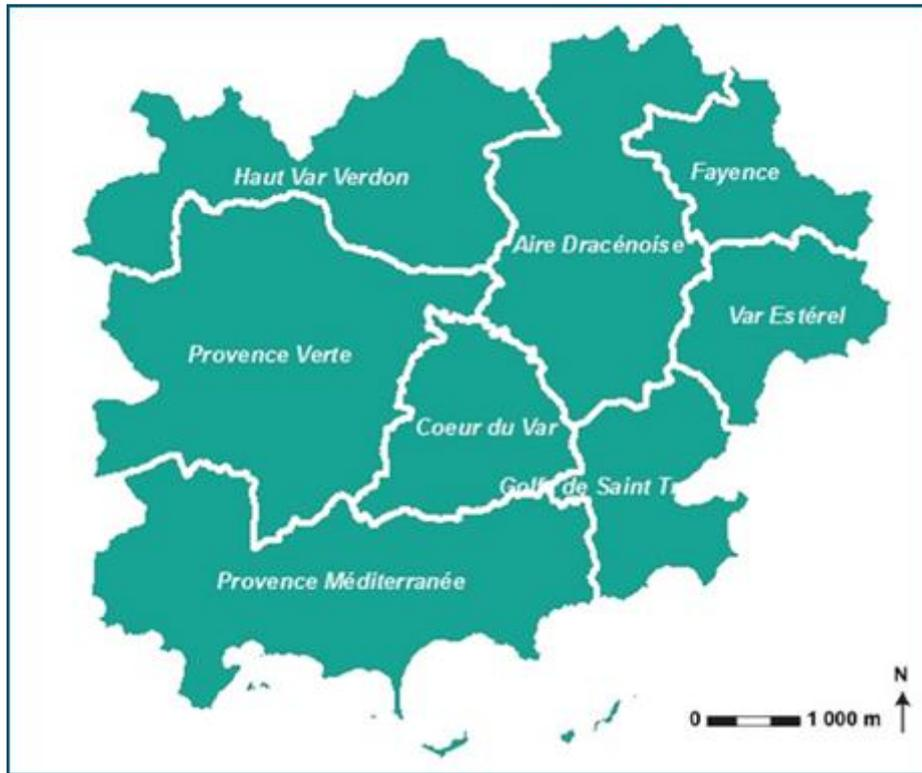 Haut Var Verdon
Fayence
Aire Dracénoise
Var Estérel
Provence Verte
Coeur du Var
Golfe de Saint T
Provence Méditerranée
N
0 1 000 m